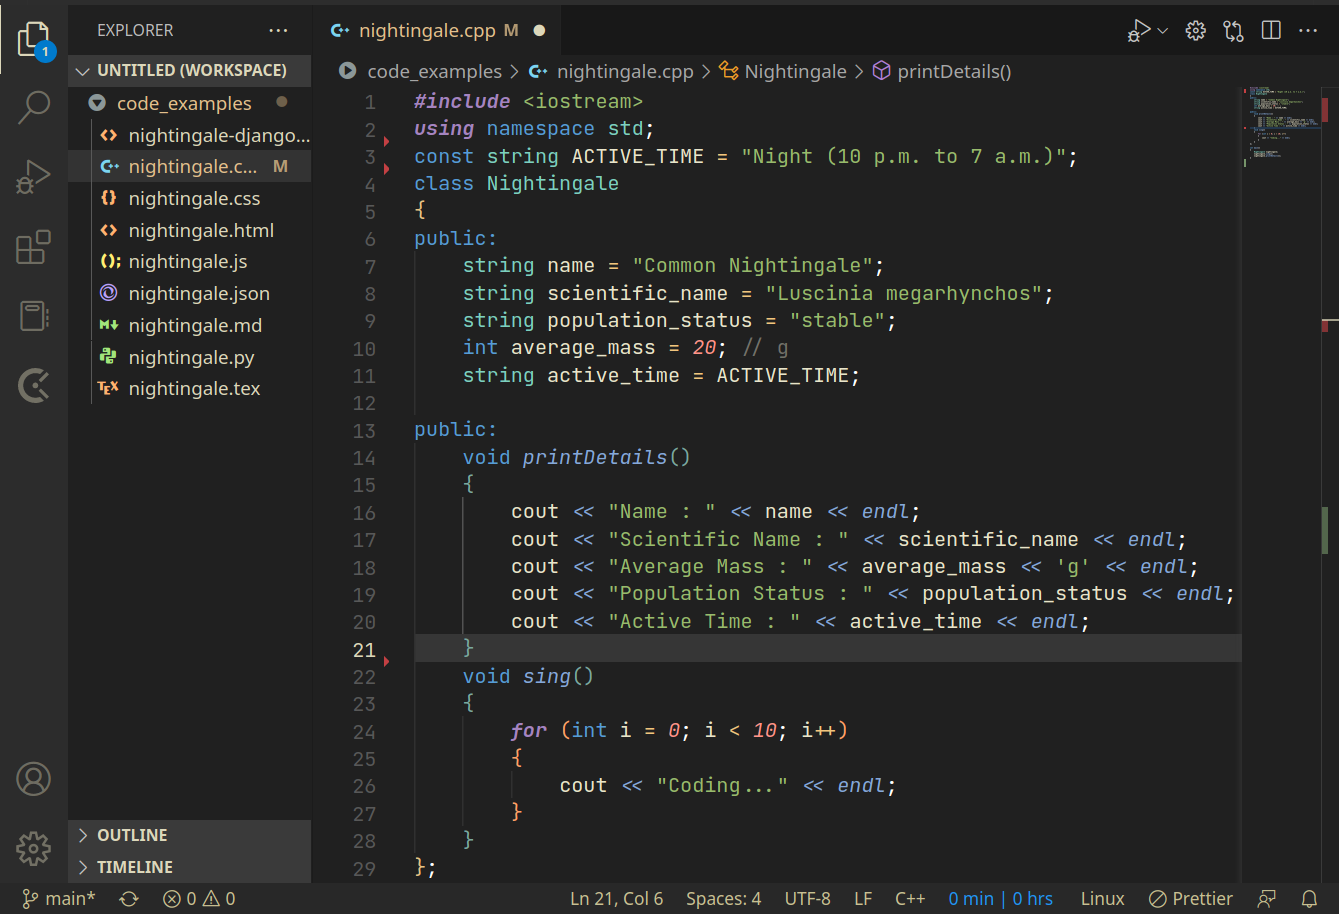 EXPLORER
nightingale.cpp M
1
UNTITLED (WORKSPACE)
code_examples > nightingale.cpp > Nightingale > printDetails()
code_examples
nightingale-django...
nightingale.c... M
nightingale.css
nightingale.html
nightingale.js
nightingale.json
nightingale.md
nightingale.py
TEX nightingale.tex
OUTLINE
TIMELINE
1 #include <iostream>
2 using namespace std;
3 const string ACTIVE_TIME = "Night (10 p.m. to 7 a.m.)";
4 class Nightingale
5 {
6 public:
7 string name = "Common Nightingale";
8 string scientific_name = "Luscinia megarhynchos";
9 string population_status = "stable";
10 int average_mass = 20; // g
11 string active_time = ACTIVE_TIME;
12
13 public:
14 void printDetails()
15 {
16 cout << "Name : " << name << endl;
17 cout << "Scientific Name : " << scientific_name << endl;
18 cout << "Average Mass : " << average_mass << 'g' << endl;
19 cout << "Population Status : " << population_status << endl;
20 cout << "Active Time : " << active_time << endl;
21 }
22 void sing()
23 {
24 for (int i = 0; i < 10; i++)
25 {
26 cout << "Coding..." << endl;
27 }
28 }
29 };
main* 0 0 Ln 21, Col 6 Spaces: 4 UTF-8 LF C++ 0 min | 0 hrs Linux Prettier